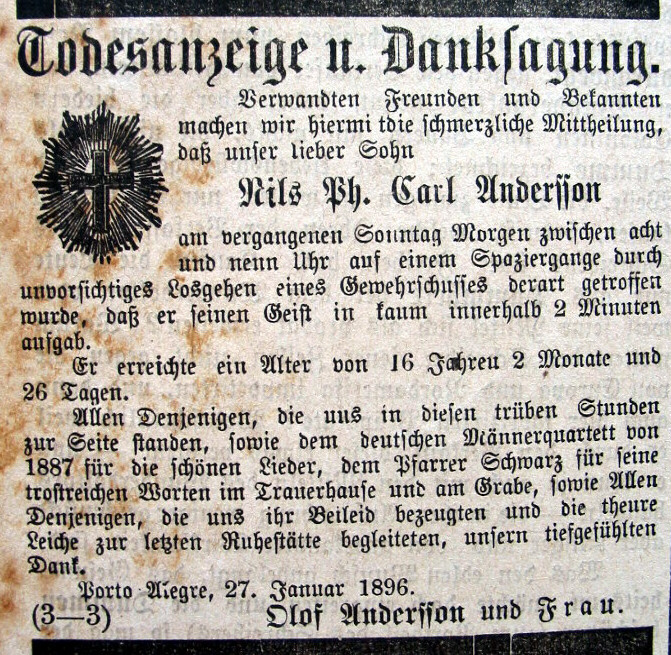 Todesanzeige u. Danksagung.
Verwandten Freunden und Bekannten
machen wir hiermi tdie schmerzliche Mittheilung,
daß unser lieber Sohn
Nils Ph. Carl Andersson
am vergangenen Sonntag Morgen zwischen acht
und nenn Uhr auf einem Spaziergange durch
unvorsichtiges Losgehen eines Gewehrschusses derart getroffen
wurde, daß er seinen Geist in kaum innerhalb 2 Minuten
aufgab.
Er erreichte ein Alter von 16 Jahreu 2 Monate und
26 Tagen.
Allen Denjenigen, die uus in diesen trüben Stunden
zur Seite standen, sowie dem deutschen Männerquartett von
1887 für die schönen Lieder, dem Pfarrer Schwarz für seine
trostreichen Worten im Trauerhause und am Grabe, sowie Allen
Denjenigen, die uns ihr Beileid bezeugten und die theure
Leiche zur letzten Ruhestätte begleiteten, unsern tiefgefühlten
Dank.
Porto-Alegre, 27. Januar 1896.
(3—3) Olof Andersson und Frau.